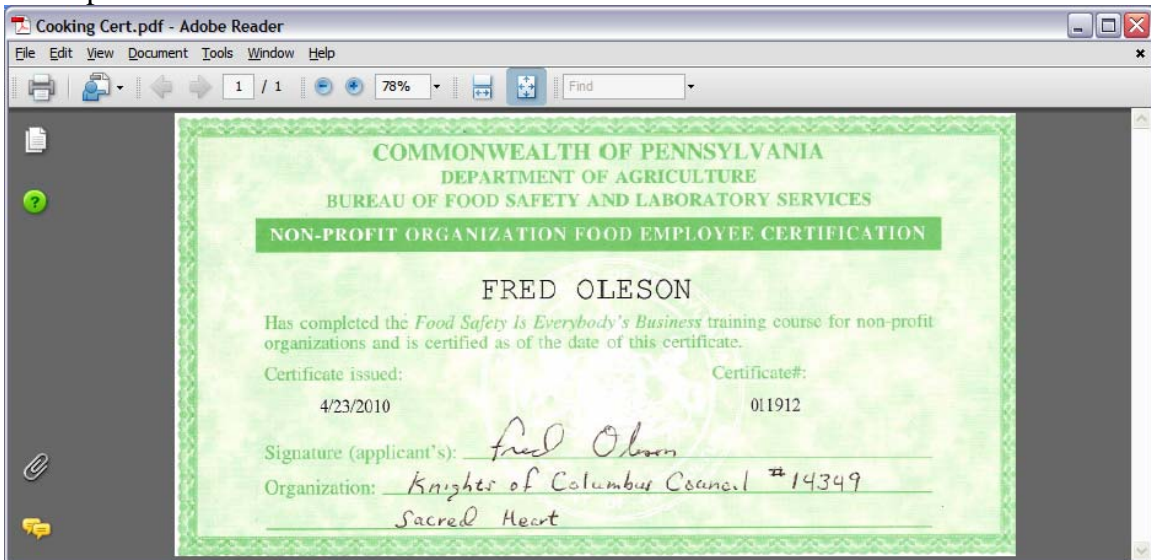 Cooking Cert.pdf - Adobe Reader
File Edit View Document Tools Window Help
1 / 1 78% Find
COMMONWEALTH OF PENNSYLVANIA
DEPARTMENT OF AGRICULTURE
BUREAU OF FOOD SAFETY AND LABORATORY SERVICES
NON-PROFIT ORGANIZATION FOOD EMPLOYEE CERTIFICATION
FRED OLESON
Has completed the Food Safety Is Everybody's Business training course for non-profit
organizations and is certified as of the date of this certificate.
Certificate issued: Certificate#:
4/23/2010 011912
Signature (applicant's): Fred Oleson
Organization: Knights of Columbus Council #14349
Sacred Heart